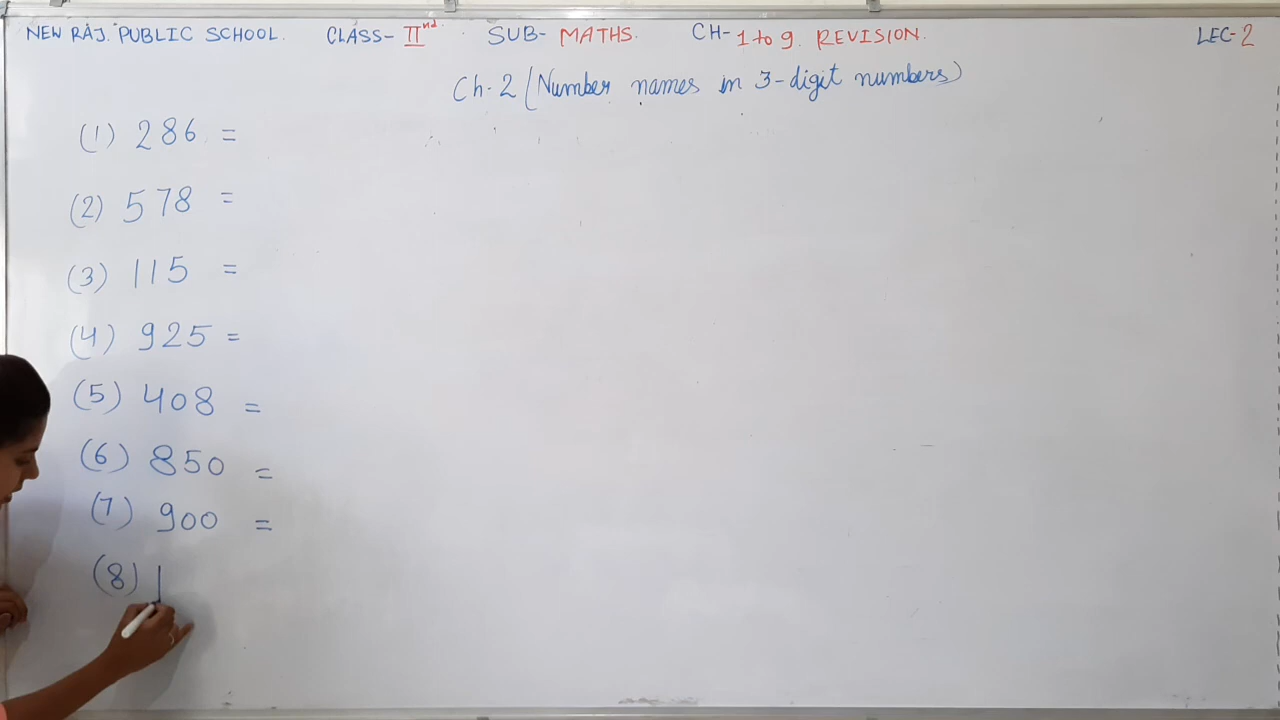 NEW RAJ. PUBLIC SCHOOL. CLASS- IInd. SUB- MATHS. CH- 1 to 9. REVISION. LEC-2
Ch. 2 (Number names in 3-digit numbers)
(1) 286 =
(2) 578 =
(3) 115 =
(4) 925 =
(5) 408 =
(6) 850 =
(7) 900 =
(8) 1